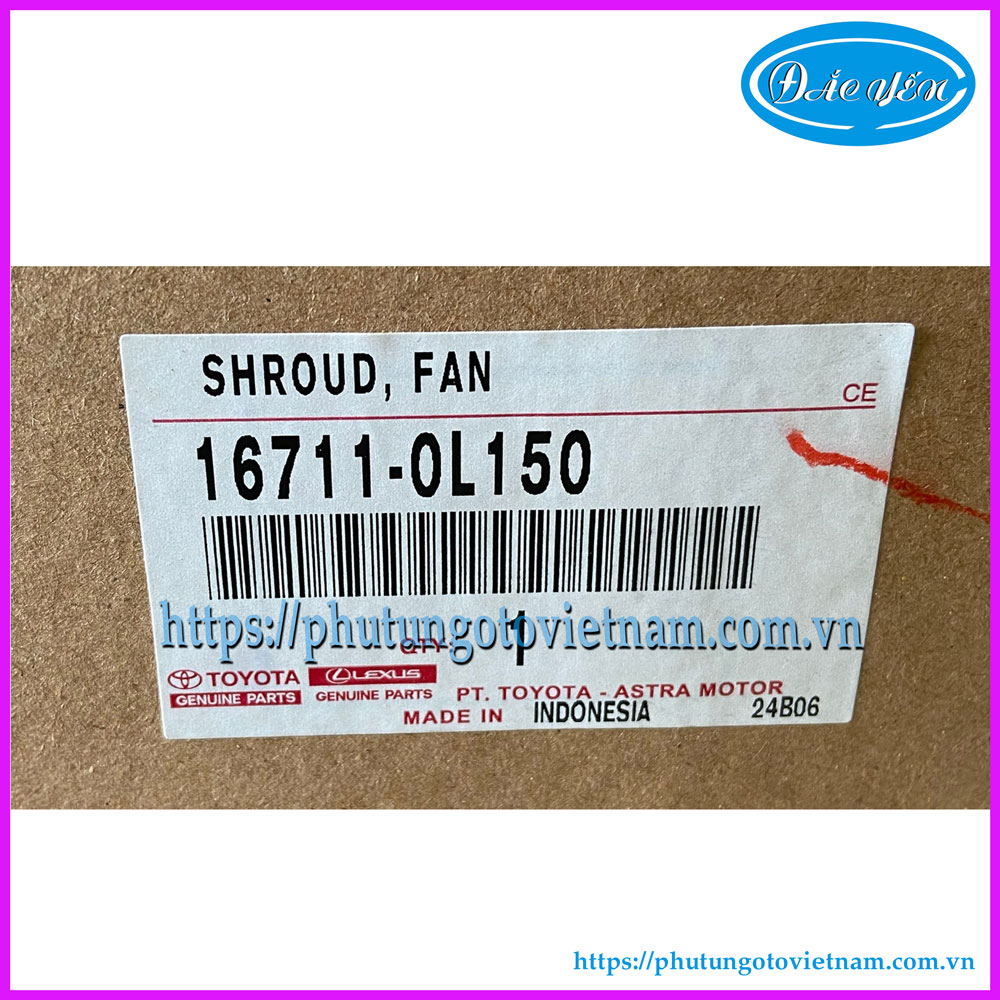 ĐẮC YẾN
SHROUD, FAN
CE
16711-0L150
https://phutungotovietnam.com.vn
QTY. 1
TOYOTA
GENUINE PARTS
LEXUS
GENUINE PARTS
PT. TOYOTA - ASTRA MOTOR
MADE IN INDONESIA
24B06
https://phutungotovietnam.com.vn